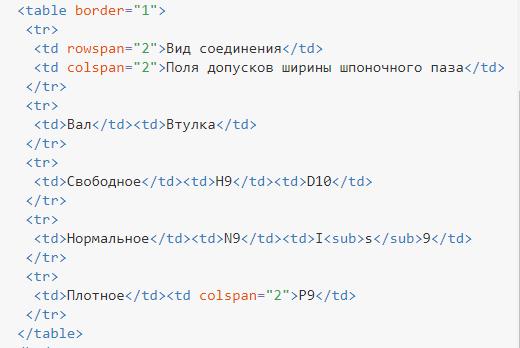 <table border="1">
<tr>
<td rowspan="2">Вид соединения</td>
<td colspan="2">Поля допусков ширины шпоночного паза</td>
</tr>
<tr>
<td>Вал</td><td>Втулка</td>
</tr>
<tr>
<td>Свободное</td><td>H9</td><td>D10</td>
</tr>
<tr>
<td>Нормальное</td><td>N9</td><td>I<sub>s</sub>9</td>
</tr>
<tr>
<td>Плотное</td><td colspan="2">P9</td>
</tr>
</table>